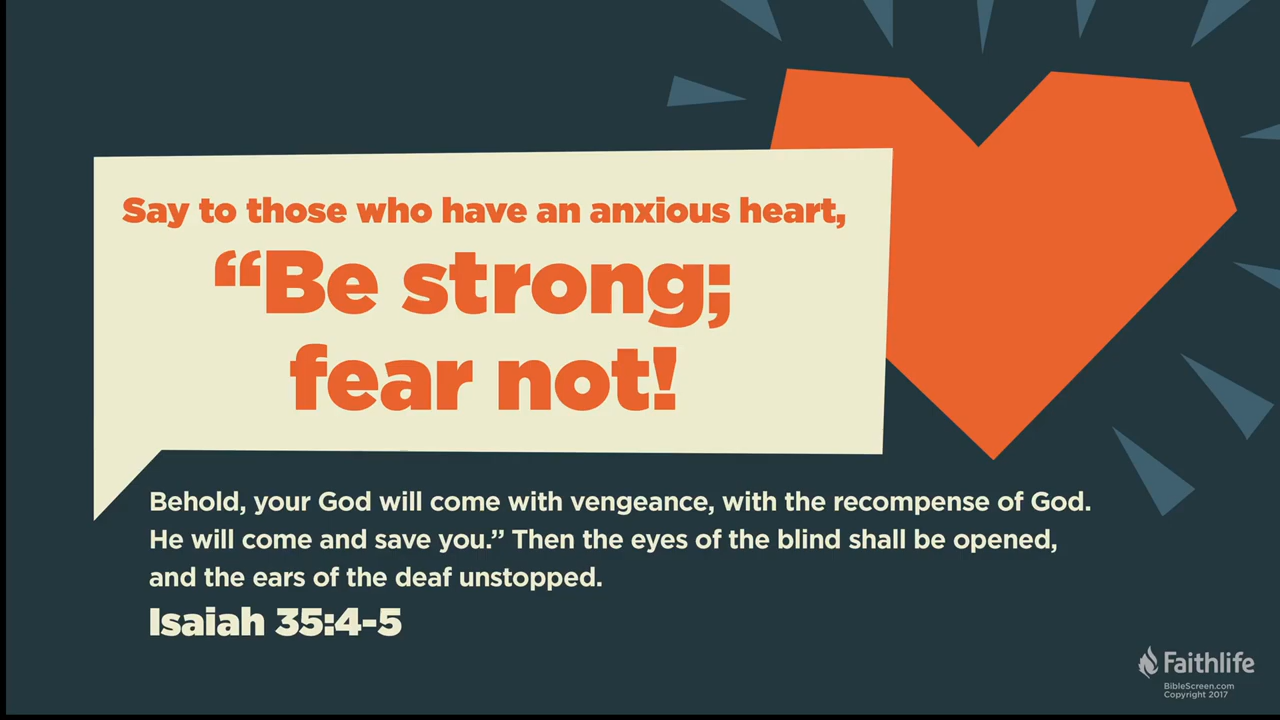 Say to those who have an anxious heart,
“Be strong;
fear not!
Behold, your God will come with vengeance, with the recompense of God.
He will come and save you.” Then the eyes of the blind shall be opened,
and the ears of the deaf unstopped.
Isaiah 35:4-5
Faithlife
BibleScreen.com
Copyright 2017